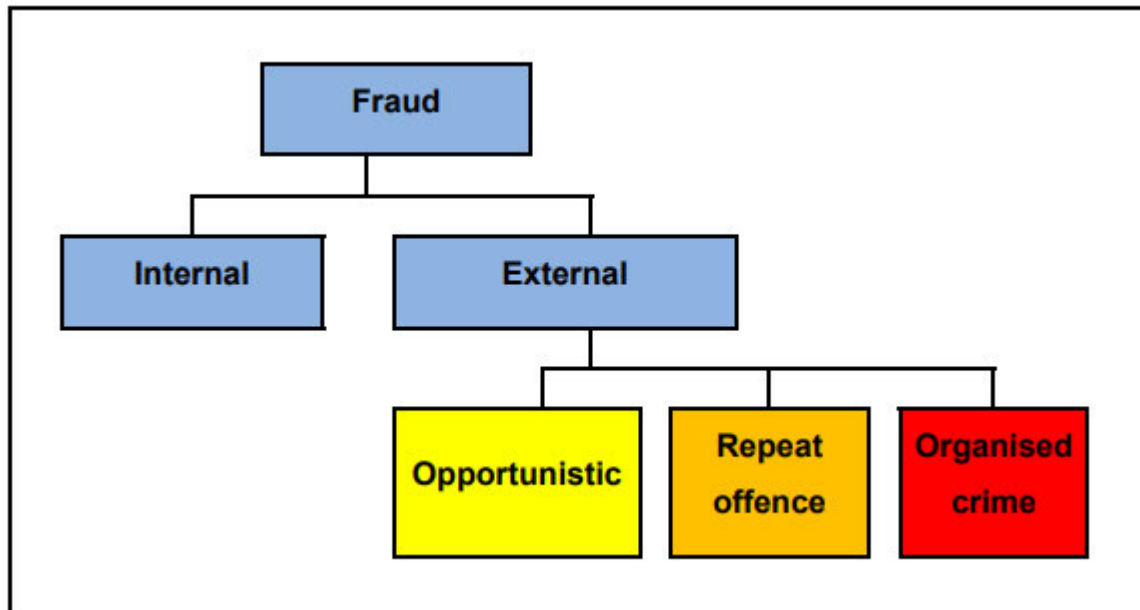 Fraud
Internal
External
Opportunistic
Repeat
offence
Organised
crime